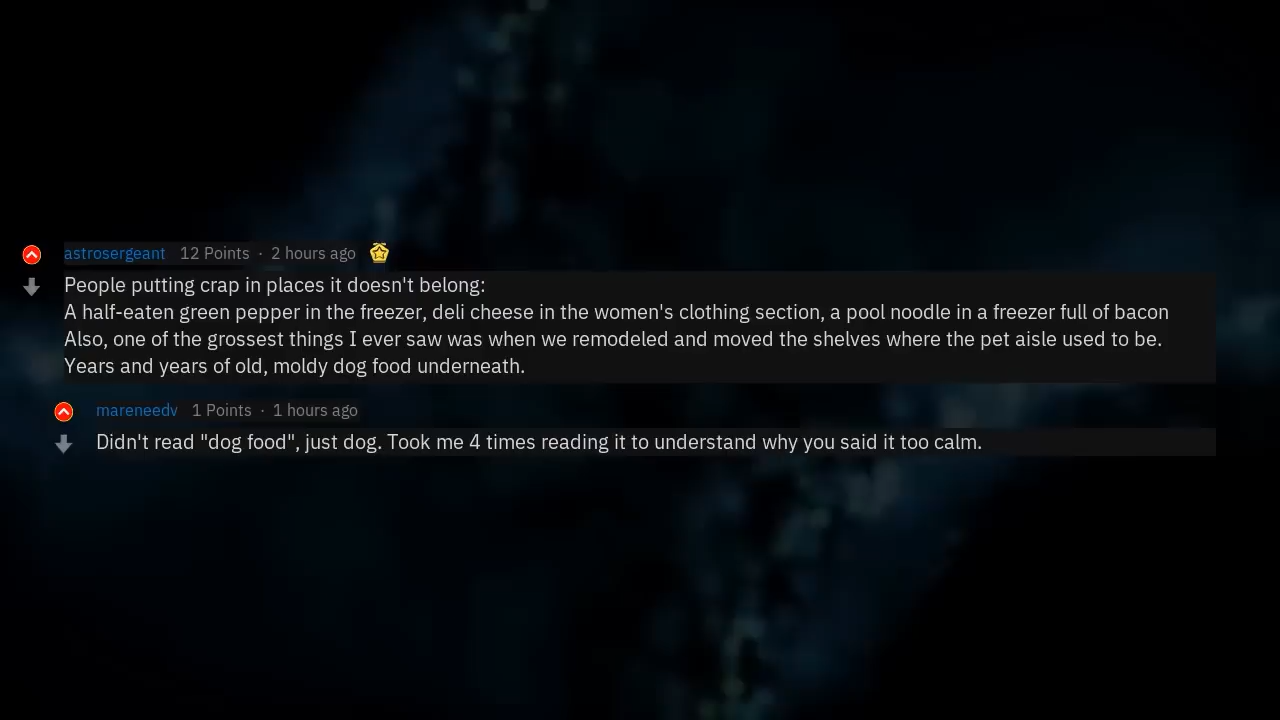 astrosergeant 12 Points · 2 hours ago
People putting crap in places it doesn't belong:
A half-eaten green pepper in the freezer, deli cheese in the women's clothing section, a pool noodle in a freezer full of bacon
Also, one of the grossest things I ever saw was when we remodeled and moved the shelves where the pet aisle used to be.
Years and years of old, moldy dog food underneath.
mareneedv 1 Points · 1 hours ago
Didn't read "dog food", just dog. Took me 4 times reading it to understand why you said it too calm.